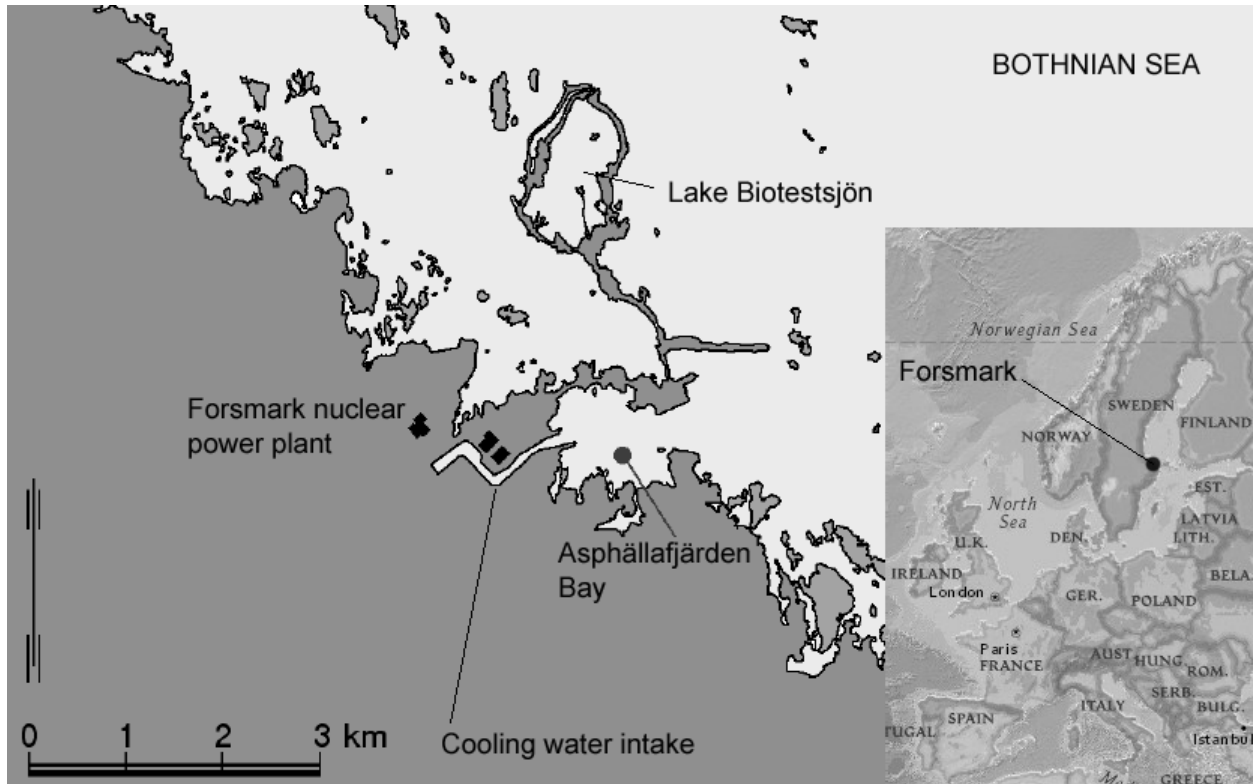 BOTHNIAN SEA
Lake Biotestsjön
Forsmark nuclear
power plant
Asphällafjärden
Bay
Cooling water intake
0 1 2 3 km
Norwegian Sea
Forsmark
SWEDEN
FINLAND
NORWAY
North
Sea
EST.
LATVIA
LITH.
DEN.
U.K.
IRELAND
London
BELA.
GER.
POLAND
Paris
FRANCE
AUST.
HUNG.
ROM.
SERB.
BULG.
ITALY
SPAIN
TUGAL
Istanbul
GREECE